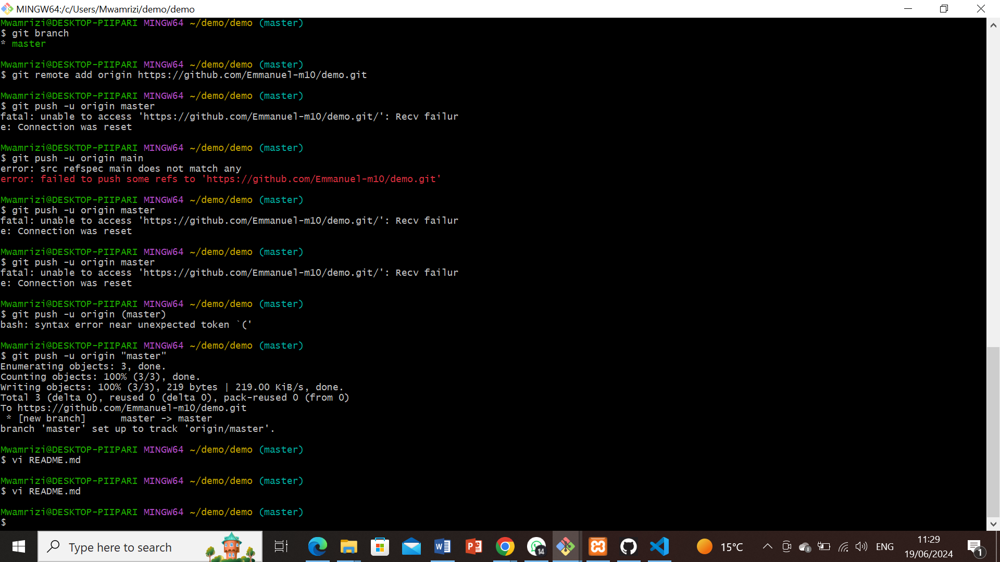 MINGW64:/c/Users/Mwamrizi/demo/demo
Mwamrizi@DESKTOP-PIIPARI MINGW64 ~/demo/demo (master)
$ git branch
* master
Mwamrizi@DESKTOP-PIIPARI MINGW64 ~/demo/demo (master)
$ git remote add origin https://github.com/Emmanuel-m10/demo.git
Mwamrizi@DESKTOP-PIIPARI MINGW64 ~/demo/demo (master)
$ git push -u origin master
fatal: unable to access 'https://github.com/Emmanuel-m10/demo.git/': Recv failur
e: Connection was reset
Mwamrizi@DESKTOP-PIIPARI MINGW64 ~/demo/demo (master)
$ git push -u origin main
error: src refspec main does not match any
error: failed to push some refs to 'https://github.com/Emmanuel-m10/demo.git'
Mwamrizi@DESKTOP-PIIPARI MINGW64 ~/demo/demo (master)
$ git push -u origin master
fatal: unable to access 'https://github.com/Emmanuel-m10/demo.git/': Recv failur
e: Connection was reset
Mwamrizi@DESKTOP-PIIPARI MINGW64 ~/demo/demo (master)
$ git push -u origin master
fatal: unable to access 'https://github.com/Emmanuel-m10/demo.git/': Recv failur
e: Connection was reset
Mwamrizi@DESKTOP-PIIPARI MINGW64 ~/demo/demo (master)
$ git push -u origin (master)
bash: syntax error near unexpected token `('
Mwamrizi@DESKTOP-PIIPARI MINGW64 ~/demo/demo (master)
$ git push -u origin "master"
Enumerating objects: 3, done.
Counting objects: 100% (3/3), done.
Writing objects: 100% (3/3), 219 bytes | 219.00 KiB/s, done.
Total 3 (delta 0), reused 0 (delta 0), pack-reused 0 (from 0)
To https://github.com/Emmanuel-m10/demo.git
 * [new branch]      master -> master
branch 'master' set up to track 'origin/master'.
Mwamrizi@DESKTOP-PIIPARI MINGW64 ~/demo/demo (master)
$ vi README.md
Mwamrizi@DESKTOP-PIIPARI MINGW64 ~/demo/demo (master)
$ vi README.md
Mwamrizi@DESKTOP-PIIPARI MINGW64 ~/demo/demo (master)
$
Type here to search
14
15°C
ENG
11:29
19/06/2024
1